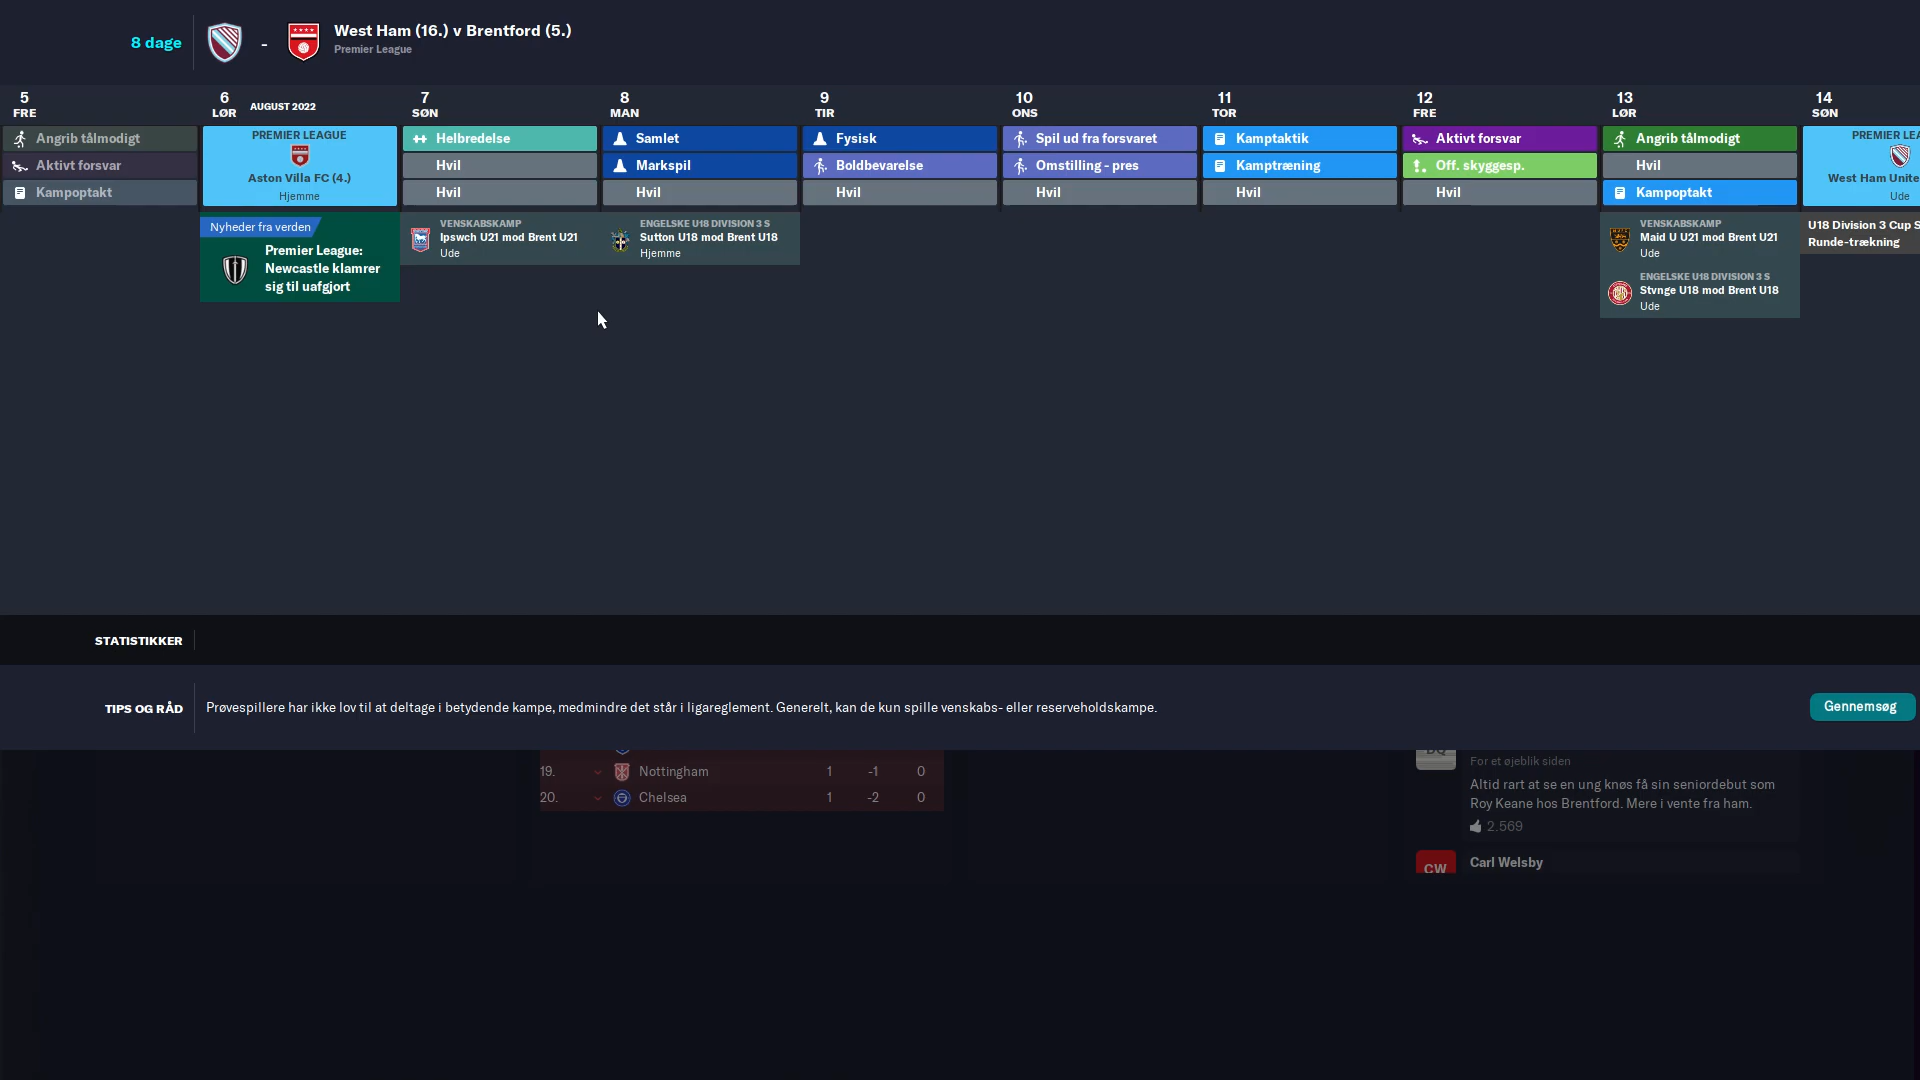 8 dage
-
West Ham (16.) v Brentford (5.)
Premier League
5
FRE
6
LØR
AUGUST 2022
7
SØN
8
MAN
9
TIR
10
ONS
11
TOR
12
FRE
13
LØR
14
SØN
Angrib tålmodigt
Aktivt forsvar
Kampoptakt
PREMIER LEAGUE
Aston Villa FC (4.)
Hjemme
Helbredelse
Hvil
Hvil
Samlet
Markspil
Hvil
Fysisk
Boldbevarelse
Hvil
Spil ud fra forsvaret
Omstilling - pres
Hvil
Kamptaktik
Kamptræning
Hvil
Aktivt forsvar
Off. skyggesp.
Hvil
Angrib tålmodigt
Hvil
Kampoptakt
PREMIER LEA
West Ham Unite
Ude
Nyheder fra verden
Premier League:
Newcastle klamrer
sig til uafgjort
VENSKABSKAMP
Ipswch U21 mod Brent U21
Ude
ENGELSKE U18 DIVISION 3 S
Sutton U18 mod Brent U18
Hjemme
VENSKABSKAMP
Maid U U21 mod Brent U21
Ude
ENGELSKE U18 DIVISION 3 S
Stvnge U18 mod Brent U18
Ude
U18 Division 3 Cup S
Runde-trækning
STATISTIKKER
TIPS OG RÅD
Prøvespillere har ikke lov til at deltage i betydende kampe, medmindre det står i ligareglement. Generelt, kan de kun spille venskabs- eller reserveholdskampe.
Gennemsøg
19. Nottingham 1 -1 0
20. Chelsea 1 -2 0
For et øjeblik siden
Altid rart at se en ung knøs få sin seniordebut som
Roy Keane hos Brentford. Mere i vente fra ham.
2.569
CW
Carl Welsby